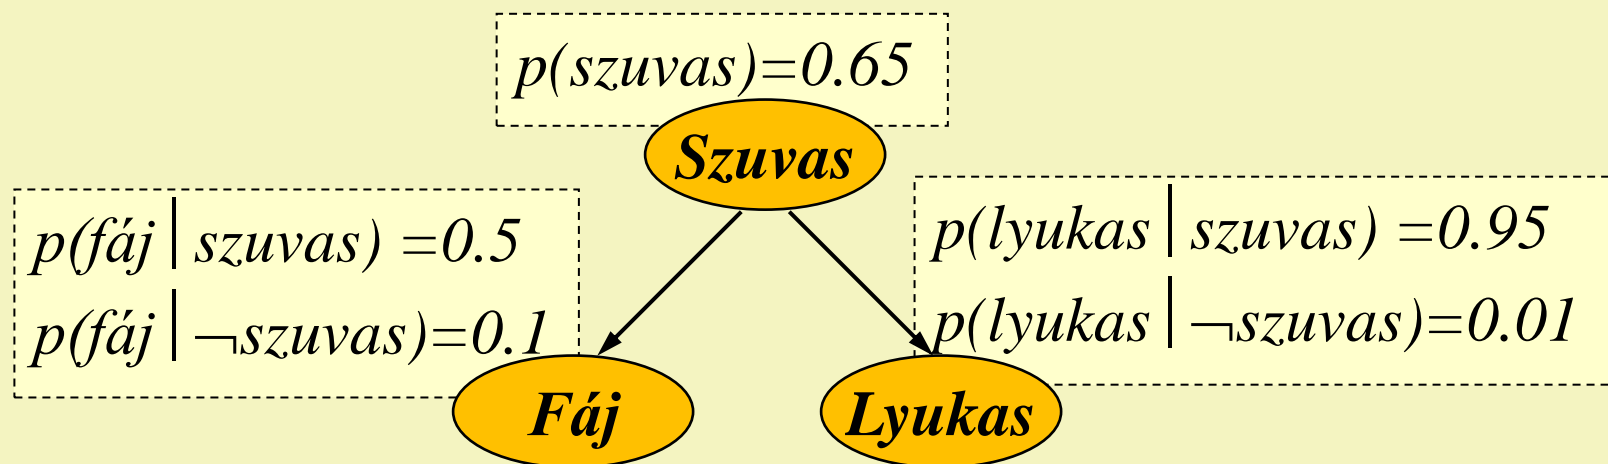 p(szuvas)=0.65
Szuvas
p(fáj | szuvas) =0.5
p(fáj | ¬szuvas)=0.1
p(lyukas | szuvas) =0.95
p(lyukas | ¬szuvas)=0.01
Fáj
Lyukas